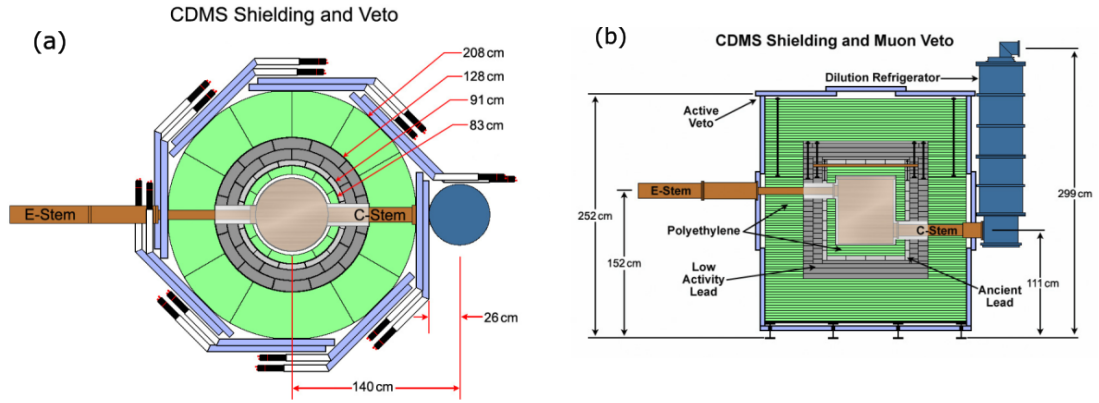 CDMS Shielding and Veto
(a)
208 cm
128 cm
91 cm
83 cm
E-Stem
C-Stem
26 cm
140 cm
(b)
CDMS Shielding and Muon Veto
Dilution Refrigerator
Active
Veto
E-Stem
299 cm
252 cm
C-Stem
Polyethylene
152 cm
111 cm
Low
Activity
Lead
Ancient
Lead